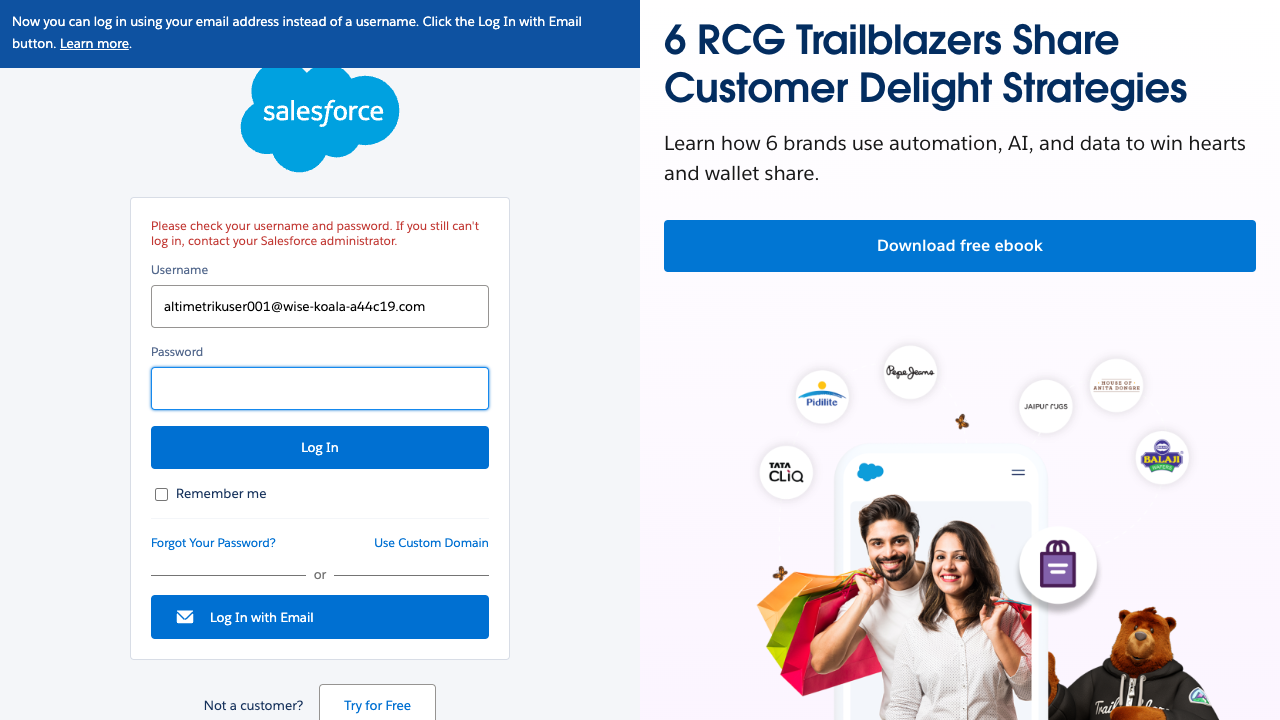 Now you can log in using your email address instead of a username. Click the Log In with Email
button. Learn more.
salesforce
Please check your username and password. If you still can't
log in, contact your Salesforce administrator.
Username
altimetrikuser001@wise-koala-a44c19.com
Password
Log In
Remember me
Forgot Your Password?
Use Custom Domain
or
Log In with Email
Not a customer?
Try for Free
6 RCG Trailblazers Share
Customer Delight Strategies
Learn how 6 brands use automation, AI, and data to win hearts
and wallet share.
Download free ebook
Pepe Jeans
Pidilite
HOUSE OF
ANITA DONGRE
JAIPUR RUGS
BALAJI
WAFERS
TATA
CLiQ